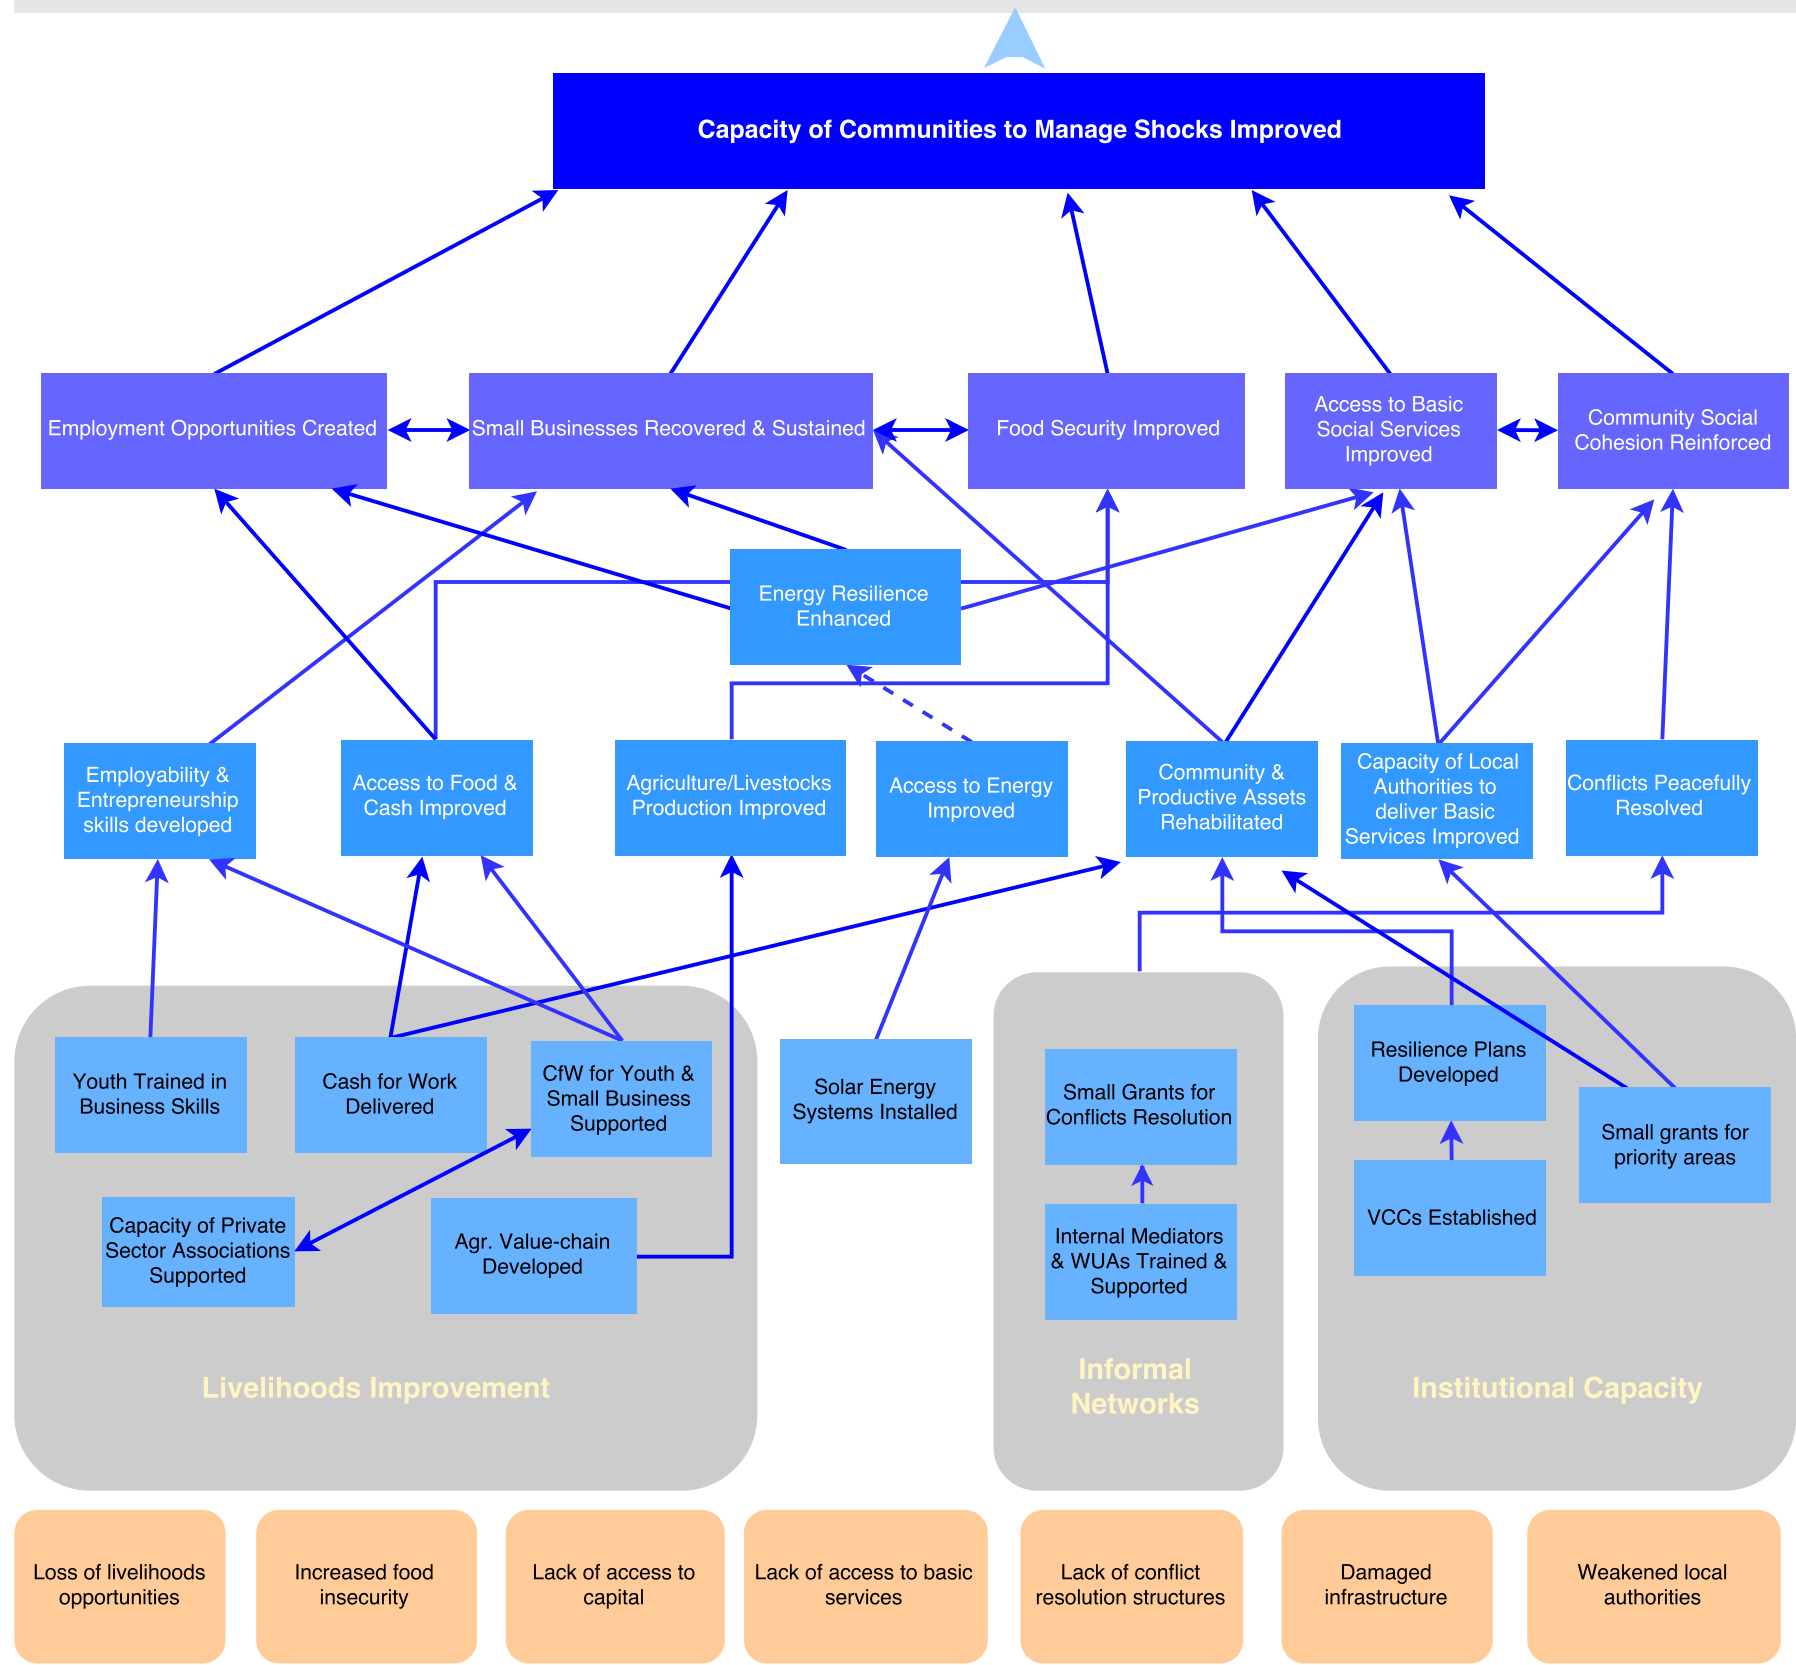 Capacity of Communities to Manage Shocks Improved
Employment Opportunities Created
Small Businesses Recovered & Sustained
Food Security Improved
Access to Basic
Social Services
Improved
Community Social
Cohesion Reinforced
Energy Resilience
Enhanced
Employability &
Entrepreneurship
skills developed
Access to Food &
Cash Improved
Agriculture/Livestocks
Production Improved
Access to Energy
Improved
Community &
Productive Assets
Rehabilitated
Capacity of Local
Authorities to
deliver Basic
Services Improved
Conflicts Peacefully
Resolved
Youth Trained in
Business Skills
Cash for Work
Delivered
CfW for Youth &
Small Business
Supported
Solar Energy
Systems Installed
Small Grants for
Conflicts Resolution
Resilience Plans
Developed
Small grants for
priority areas
Capacity of Private
Sector Associations
Supported
Agr. Value-chain
Developed
Internal Mediators
& WUAs Trained &
Supported
VCCs Established
Livelihoods Improvement
Informal
Networks
Institutional Capacity
Loss of livelihoods
opportunities
Increased food
insecurity
Lack of access to
capital
Lack of access to basic
services
Lack of conflict
resolution structures
Damaged
infrastructure
Weakened local
authorities